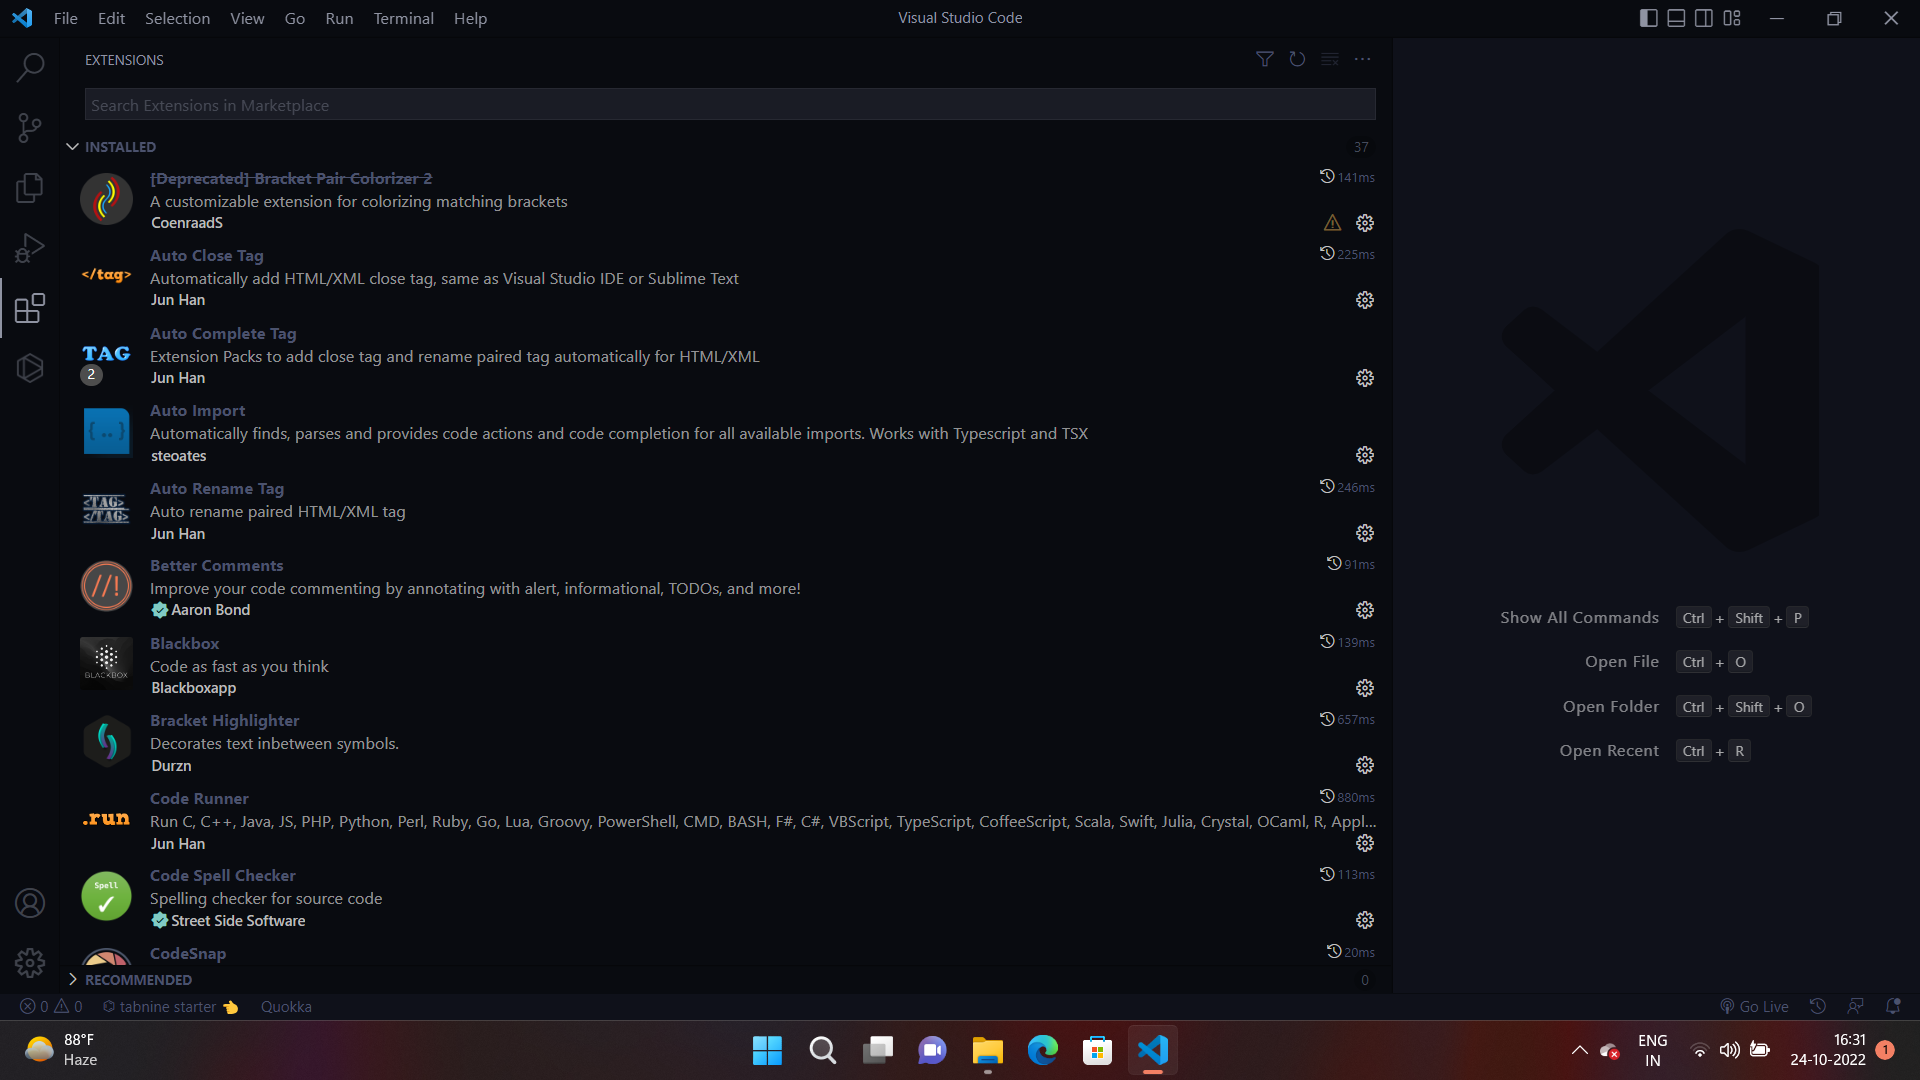 File Edit Selection View Go Run Terminal Help
Visual Studio Code
EXTENSIONS
Search Extensions in Marketplace
INSTALLED 37
[Deprecated] Bracket Pair Colorizer 2 141ms
A customizable extension for colorizing matching brackets
CoenraadS
</tag>
Auto Close Tag 225ms
Automatically add HTML/XML close tag, same as Visual Studio IDE or Sublime Text
Jun Han
TAG
2
Auto Complete Tag
Extension Packs to add close tag and rename paired tag automatically for HTML/XML
Jun Han
{..}
Auto Import
Automatically finds, parses and provides code actions and code completion for all available imports. Works with Typescript and TSX
steoates
<TAG>
</TAG>
Auto Rename Tag 246ms
Auto rename paired HTML/XML tag
Jun Han
//!
Better Comments 91ms
Improve your code commenting by annotating with alert, informational, TODOs, and more!
Aaron Bond
BLACKBOX
Blackbox 139ms
Code as fast as you think
Blackboxapp
Bracket Highlighter 657ms
Decorates text inbetween symbols.
Durzn
.run
Code Runner 880ms
Run C, C++, Java, JS, PHP, Python, Perl, Ruby, Go, Lua, Groovy, PowerShell, CMD, BASH, F#, C#, VBScript, TypeScript, CoffeeScript, Scala, Swift, Julia, Crystal, OCaml, R, Appl...
Jun Han
Spell
Code Spell Checker 113ms
Spelling checker for source code
Street Side Software
CodeSnap 20ms
RECOMMENDED 0
Show All Commands Ctrl + Shift + P
Open File Ctrl + O
Open Folder Ctrl + Shift + O
Open Recent Ctrl + R
0 0 tabnine starter Quokka Go Live
88°F
Haze
ENG
IN
16:31
24-10-2022
1